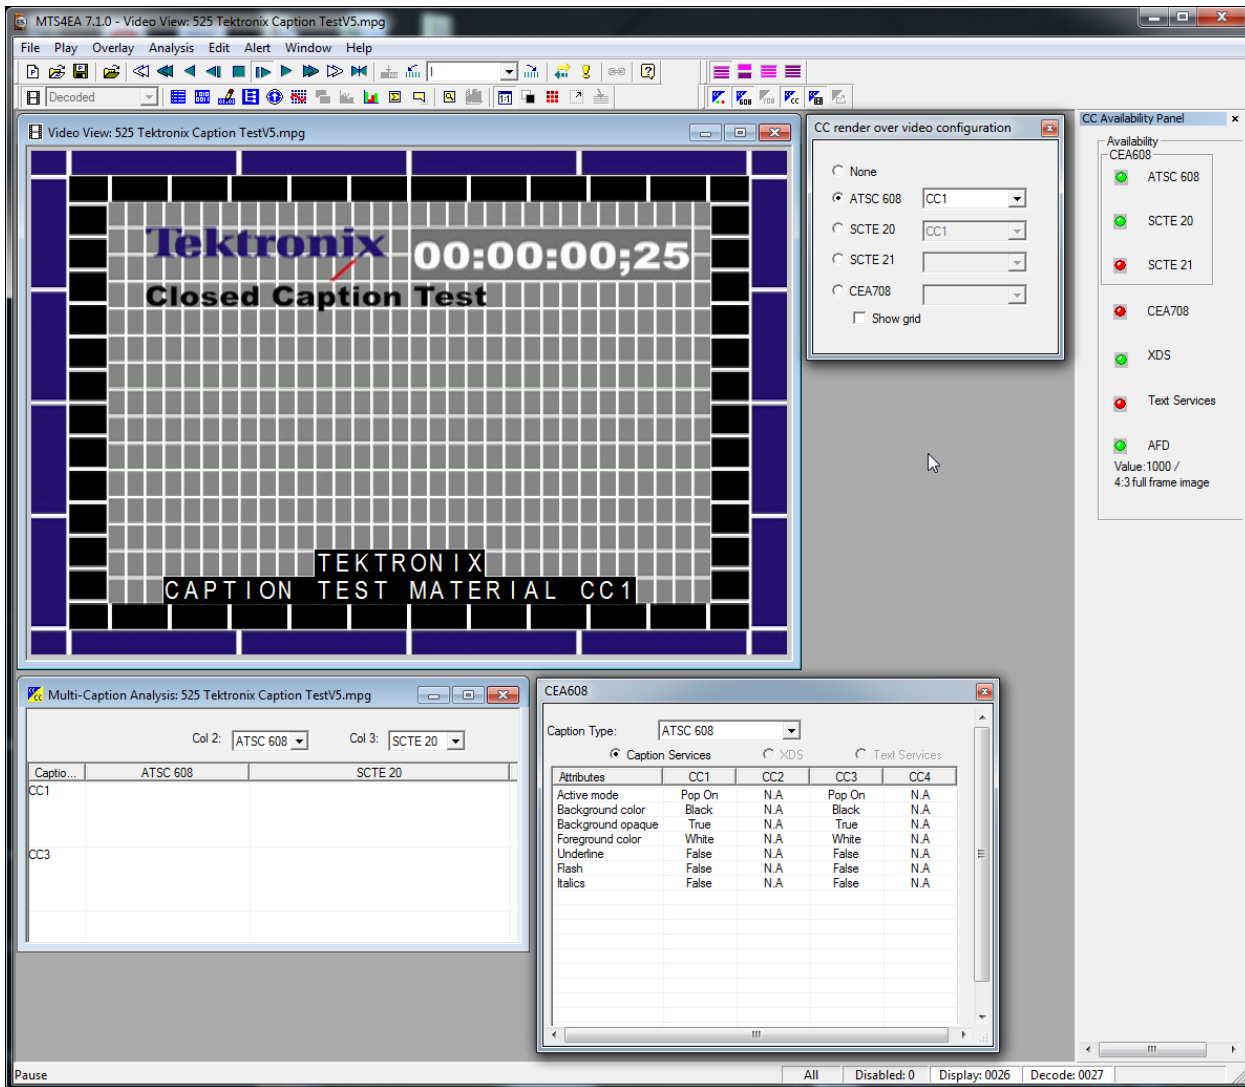 MTS4EA 7.1.0 - Video View: 525 Tektronix Caption TestV5.mpg
File Play Overlay Analysis Edit Alert Window Help
Decoded
Video View: 525 Tektronix Caption TestV5.mpg
Tektronix
00:00:00;25
Closed Caption Test
TEKTRONIX
CAPTION TEST MATERIAL CC1
CC render over video configuration
None
ATSC 608 CC1
SCTE 20 CC1
SCTE 21
CEA708
Show grid
CC Availability Panel
Availability
CEA608
ATSC 608
SCTE 20
SCTE 21
CEA708
XDS
Text Services
AFD
Value:1000 /
4:3 full frame image
Multi-Caption Analysis: 525 Tektronix Caption TestV5.mpg
Col 2: ATSC 608 Col 3: SCTE 20
Captio... ATSC 608 SCTE 20
CC1
CC3
CEA608
Caption Type: ATSC 608
Caption Services XDS Text Services
Attributes CC1 CC2 CC3 CC4
Active mode Pop On N.A Pop On N.A
Background color Black N.A Black N.A
Background opaque True N.A True N.A
Foreground color White N.A White N.A
Underline False N.A False N.A
Flash False N.A False N.A
Italics False N.A False N.A
Pause
All Disabled: 0 Display: 0026 Decode: 0027